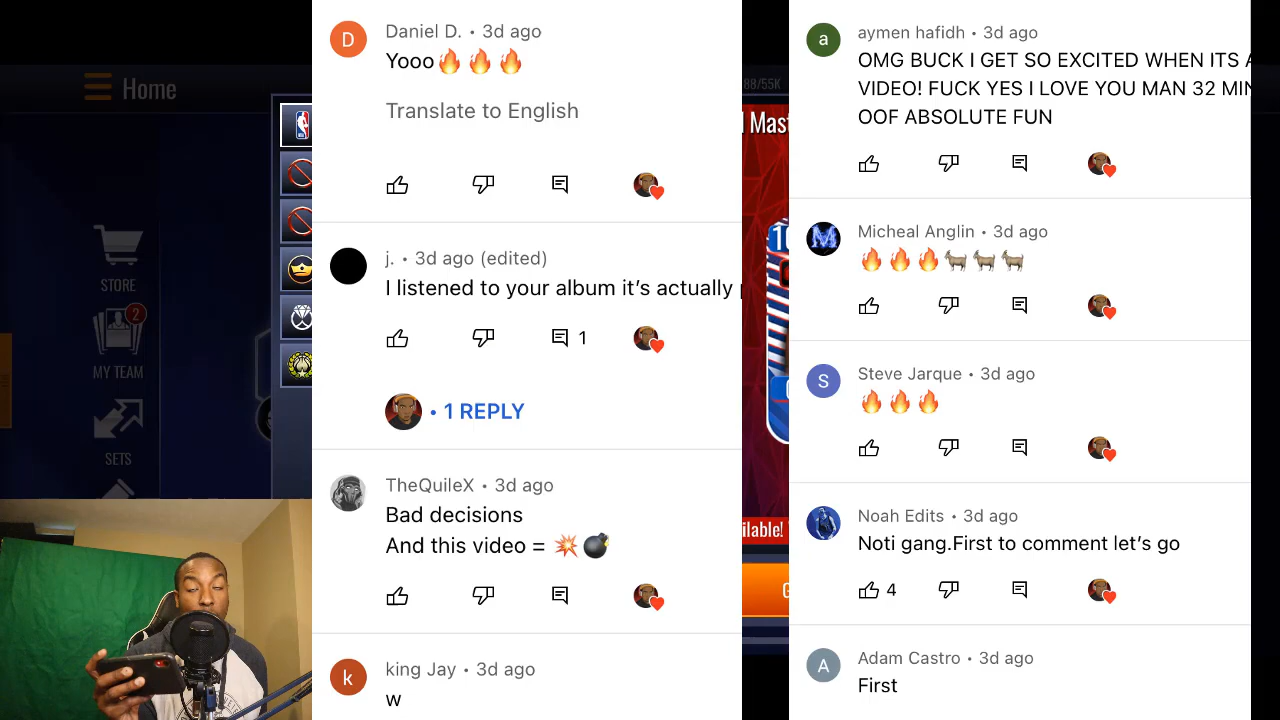 Home
STORE
2
MY TEAM
SETS
D
Daniel D. • 3d ago
Yooo🔥🔥🔥
Translate to English
j. • 3d ago (edited)
I listened to your album it’s actually
1
• 1 REPLY
TheQuileX • 3d ago
Bad decisions
And this video = 💥💣
k
king Jay • 3d ago
w
88/55K
ilable!
a
aymen hafidh • 3d ago
OMG BUCK I GET SO EXCITED WHEN ITS A
VIDEO! FUCK YES I LOVE YOU MAN 32 MIN
OOF ABSOLUTE FUN
M
Micheal Anglin • 3d ago
🔥🔥🔥🐐🐐🐐
S
Steve Jarque • 3d ago
🔥🔥🔥
Noah Edits • 3d ago
Noti gang.First to comment let’s go
4
A
Adam Castro • 3d ago
First